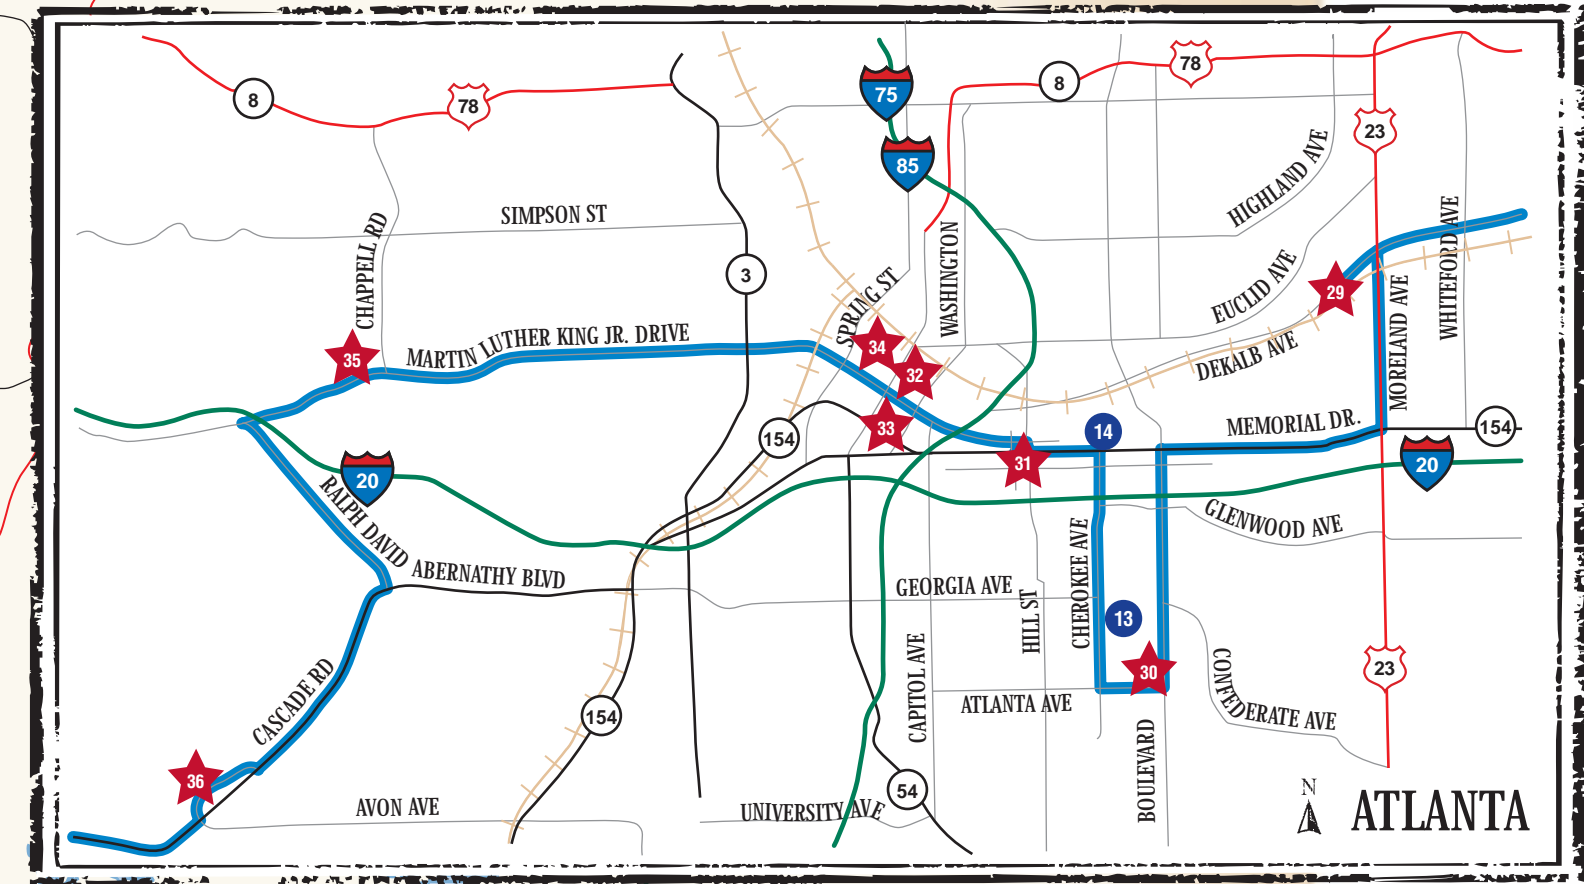 8
78
75
85
8
78
23
HIGHLAND AVE
SIMPSON ST
CHAPPELL RD
3
SPRING ST
WASHINGTON
EUCLID AVE
WHITEFORD AVE
29
MORELAND AVE
35
MARTIN LUTHER KING JR. DRIVE
34
32
33
DEKALB AVE
MEMORIAL DR.
154
154
14
31
20
20
RALPH DAVID
ABERNATHY BLVD
GLENWOOD AVE
GEORGIA AVE
HILL ST
CHEROKEE AVE
13
30
23
CAPITOL AVE
ATLANTA AVE
CONFEDERATE AVE
CASCADE RD
154
36
54
BOULEVARD
AVON AVE
UNIVERSITY AVE
N
ATLANTA